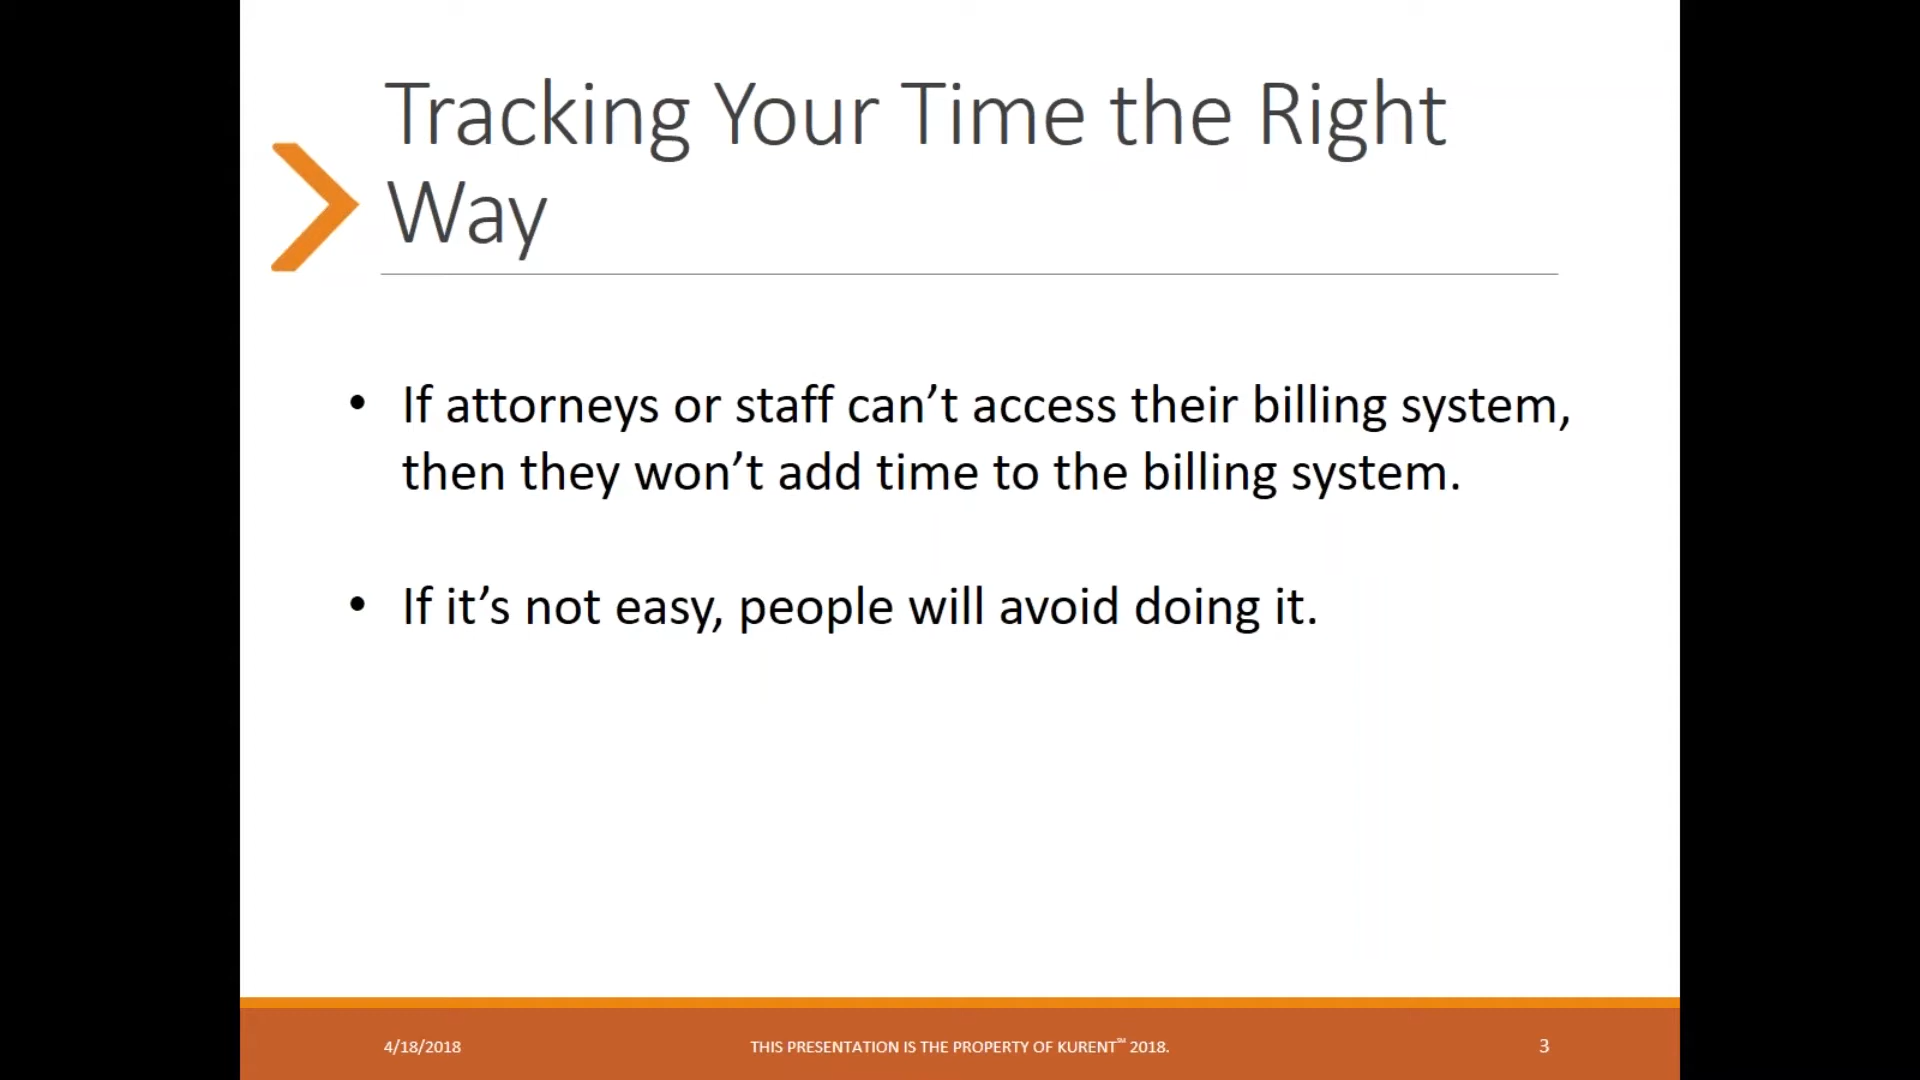 Tracking Your Time the Right
Way
• If attorneys or staff can’t access their billing system,
then they won’t add time to the billing system.
• If it’s not easy, people will avoid doing it.
4/18/2018
THIS PRESENTATION IS THE PROPERTY OF KURENT℠ 2018.
3